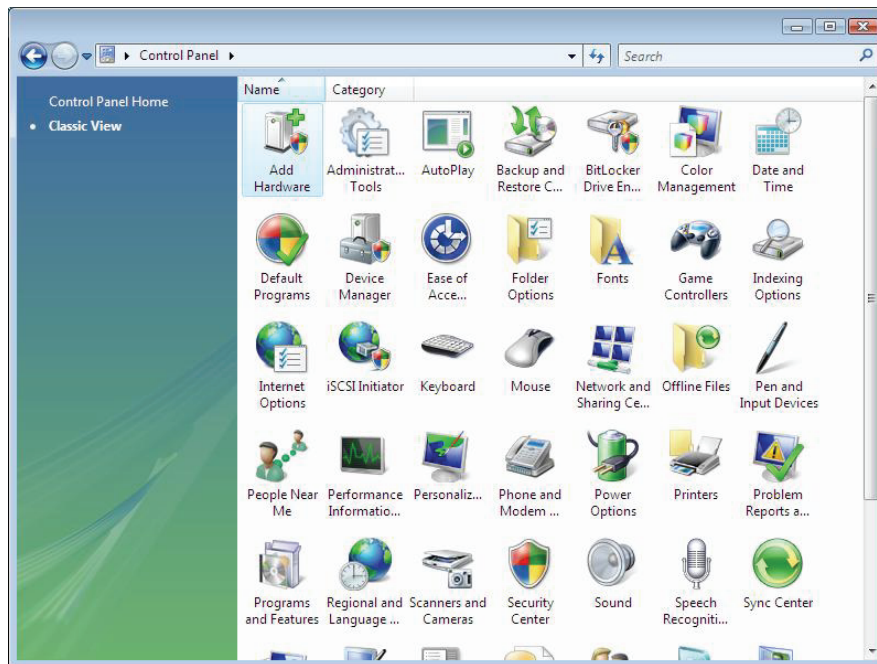 Control Panel
Search
Control Panel Home
Classic View
Name Category
Add Hardware
Administrat... Tools
AutoPlay
Backup and Restore C...
BitLocker Drive En...
Color Management
Date and Time
Default Programs
Device Manager
Ease of Acce...
Folder Options
Fonts
Game Controllers
Indexing Options
Internet Options
iSCSI Initiator
Keyboard
Mouse
Network and Sharing Ce...
Offline Files
Pen and Input Devices
People Near Me
Performance Informatio...
Personaliz...
Phone and Modem ...
Power Options
Printers
Problem Reports a...
Programs and Features
Regional and Language ...
Scanners and Cameras
Security Center
Sound
Speech Recogniti...
Sync Center